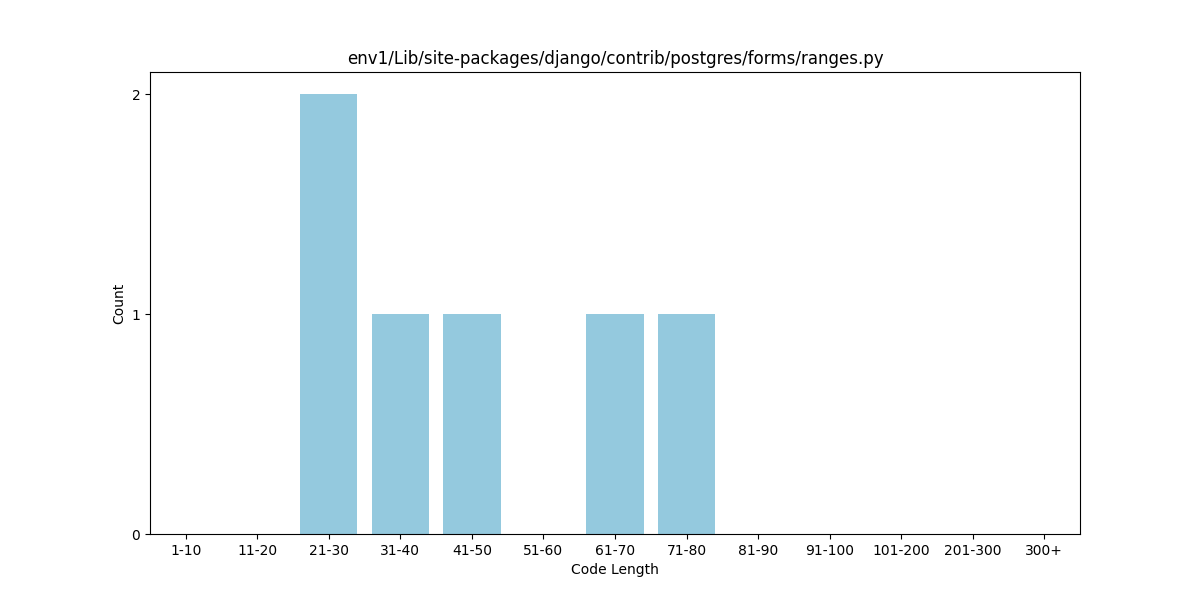 env1/Lib/site-packages/django/contrib/postgres/forms/ranges.py
2
1
0
Count
1-10 11-20 21-30 31-40 41-50 51-60 61-70 71-80 81-90 91-100 101-200 201-300 300+
Code Length